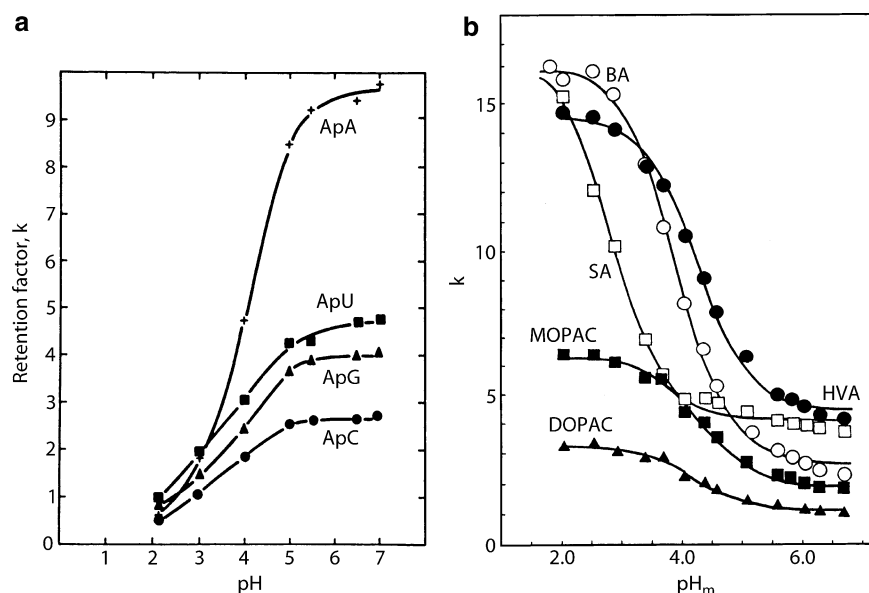 a
Retention factor, k
9
8
7
6
5
4
3
2
1
0
ApA
ApU
ApG
ApC
1 2 3 4 5 6 7
pH
b
k
15
10
5
0
BA
SA
MOPAC
HVA
DOPAC
2.0 4.0 6.0
pHm